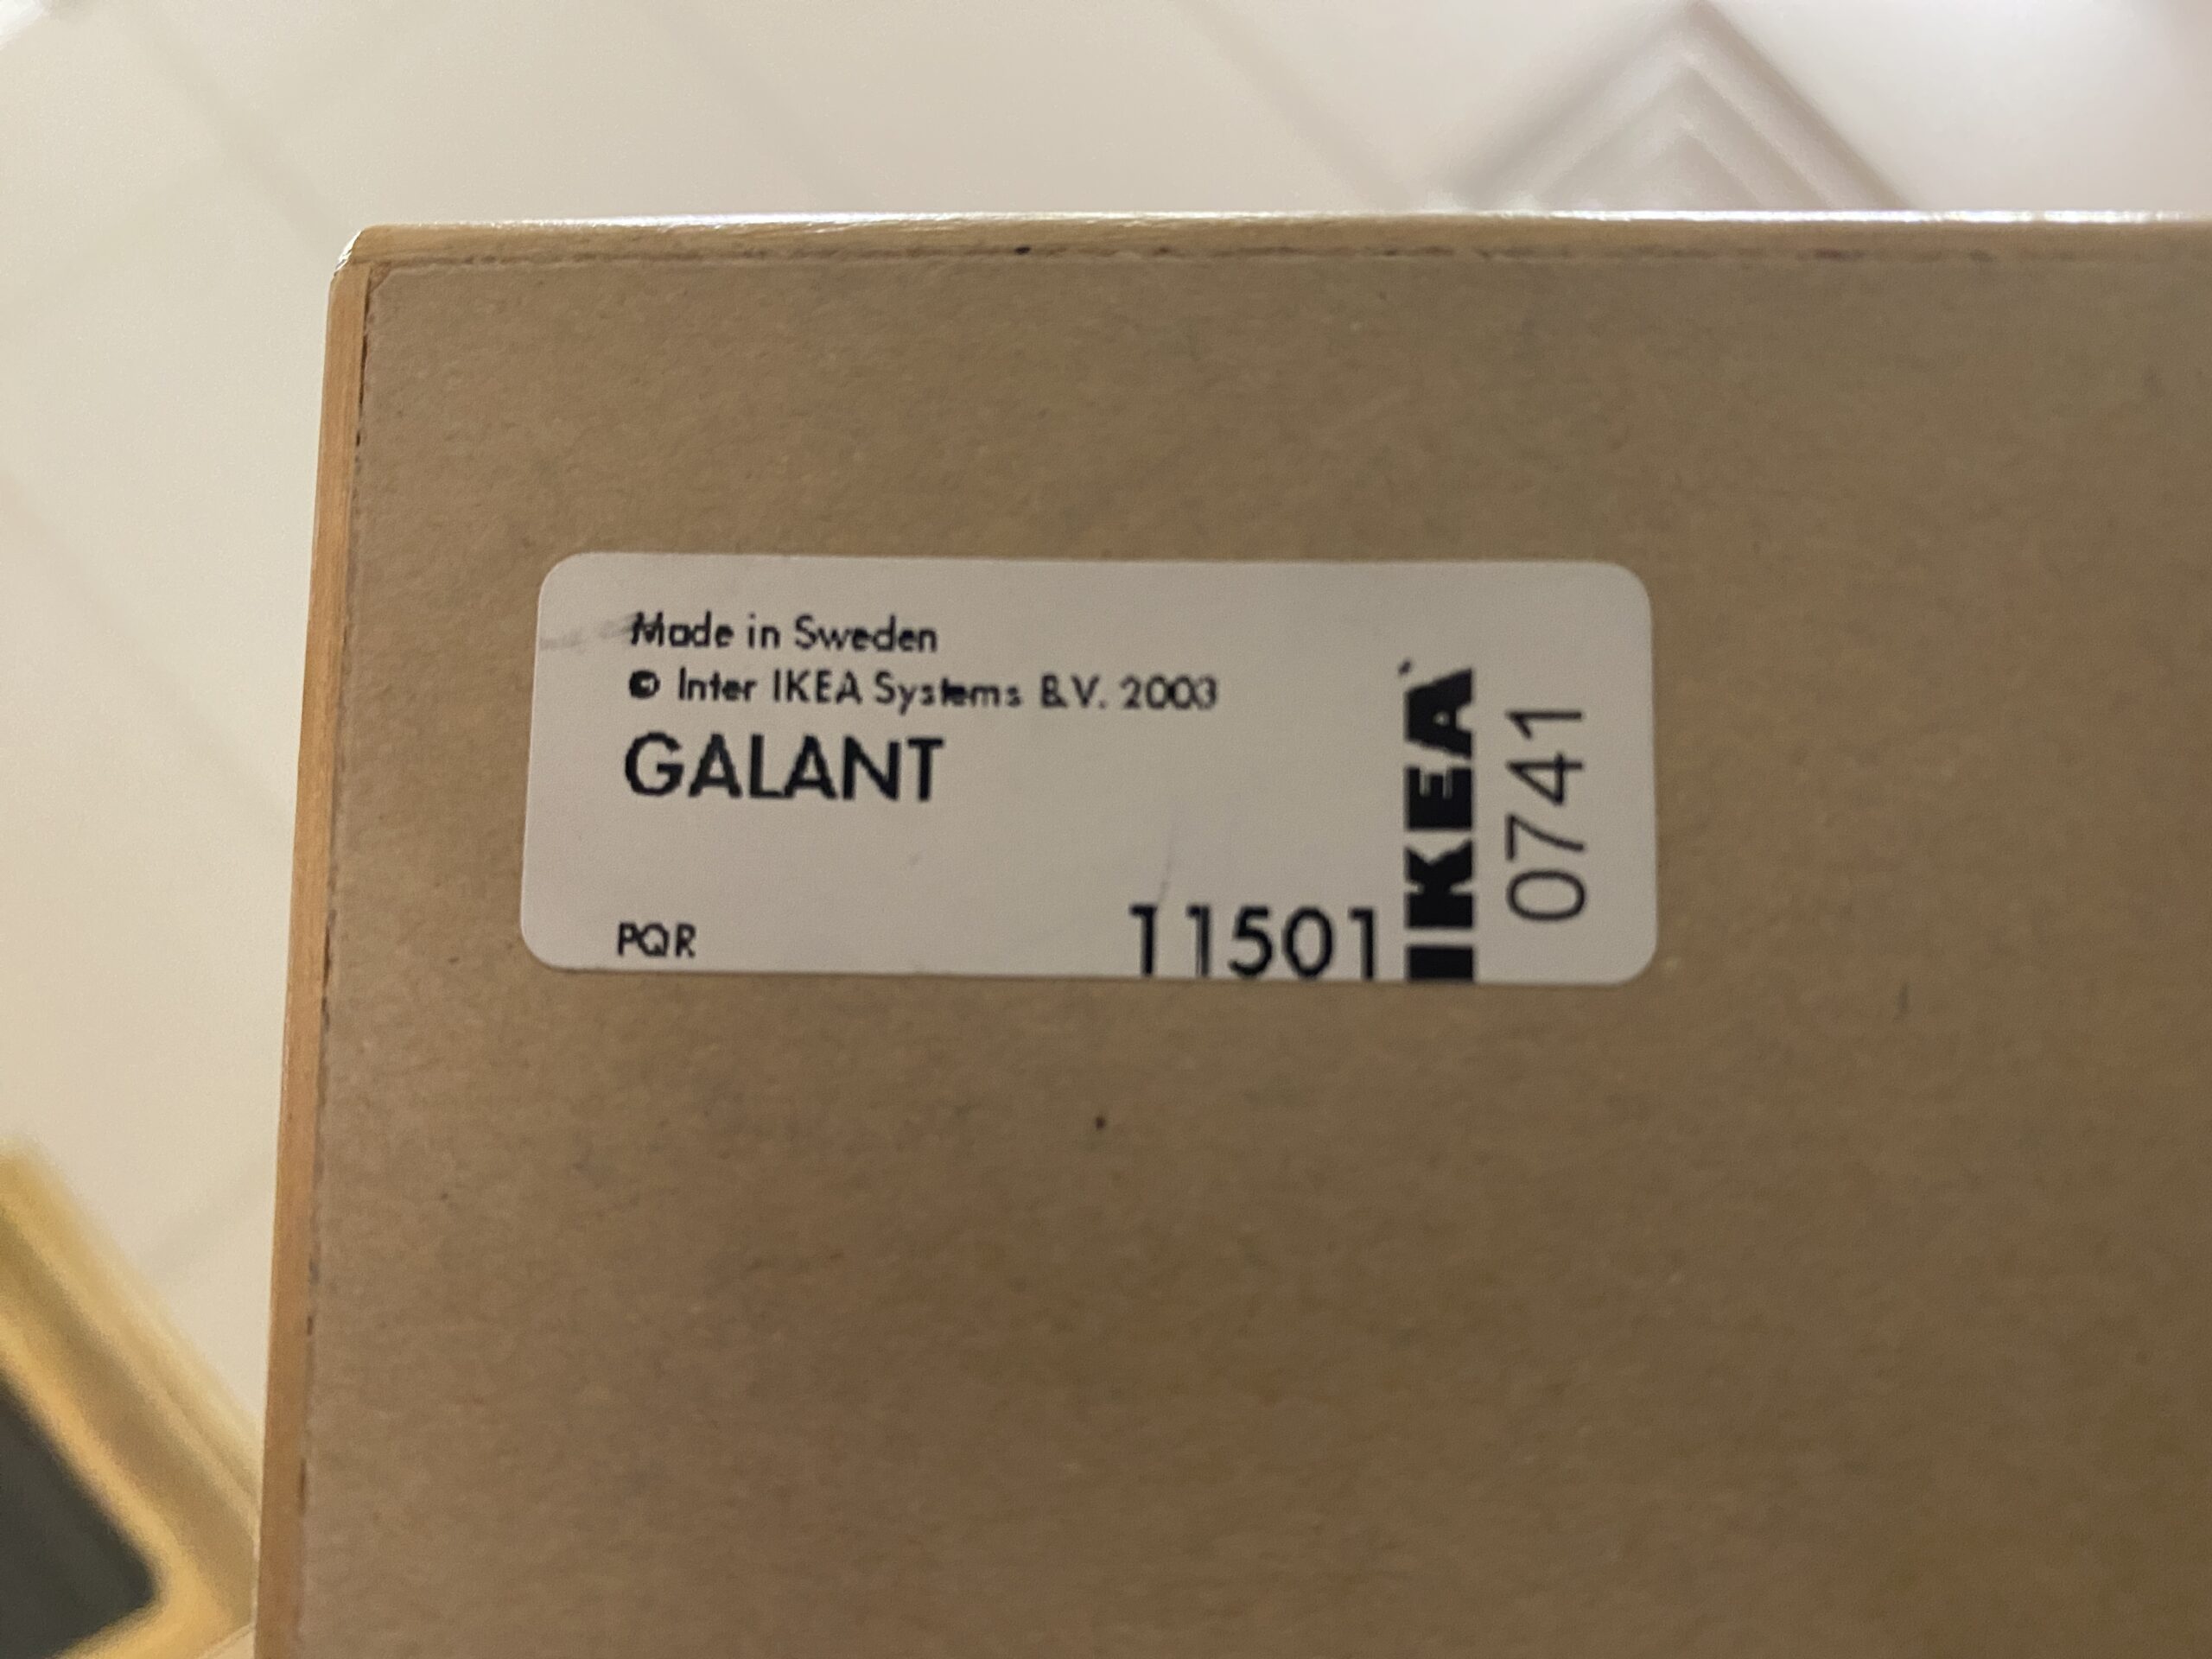 Made in Sweden
© Inter IKEA Systems B.V. 2003
GALANT
PQR
11501
IKEA
0741